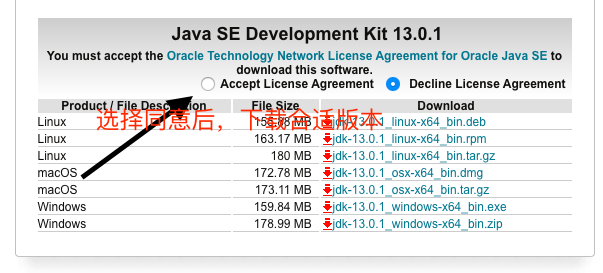 Java SE Development Kit 13.0.1
You must accept the Oracle Technology Network License Agreement for Oracle Java SE to
download this software.
Accept License Agreement Decline License Agreement
Product / File Description File Size Download
选择同意后，下载合适版本
Linux MB jdk-13.0.1_linux-x64_bin.deb
Linux 163.17 MB jdk-13.0.1_linux-x64_bin.rpm
Linux 180 MB jdk-13.0.1_linux-x64_bin.tar.gz
macOS 172.78 MB jdk-13.0.1_osx-x64_bin.dmg
macOS 173.11 MB jdk-13.0.1_osx-x64_bin.tar.gz
Windows 159.84 MB jdk-13.0.1_windows-x64_bin.exe
Windows 178.99 MB jdk-13.0.1_windows-x64_bin.zip